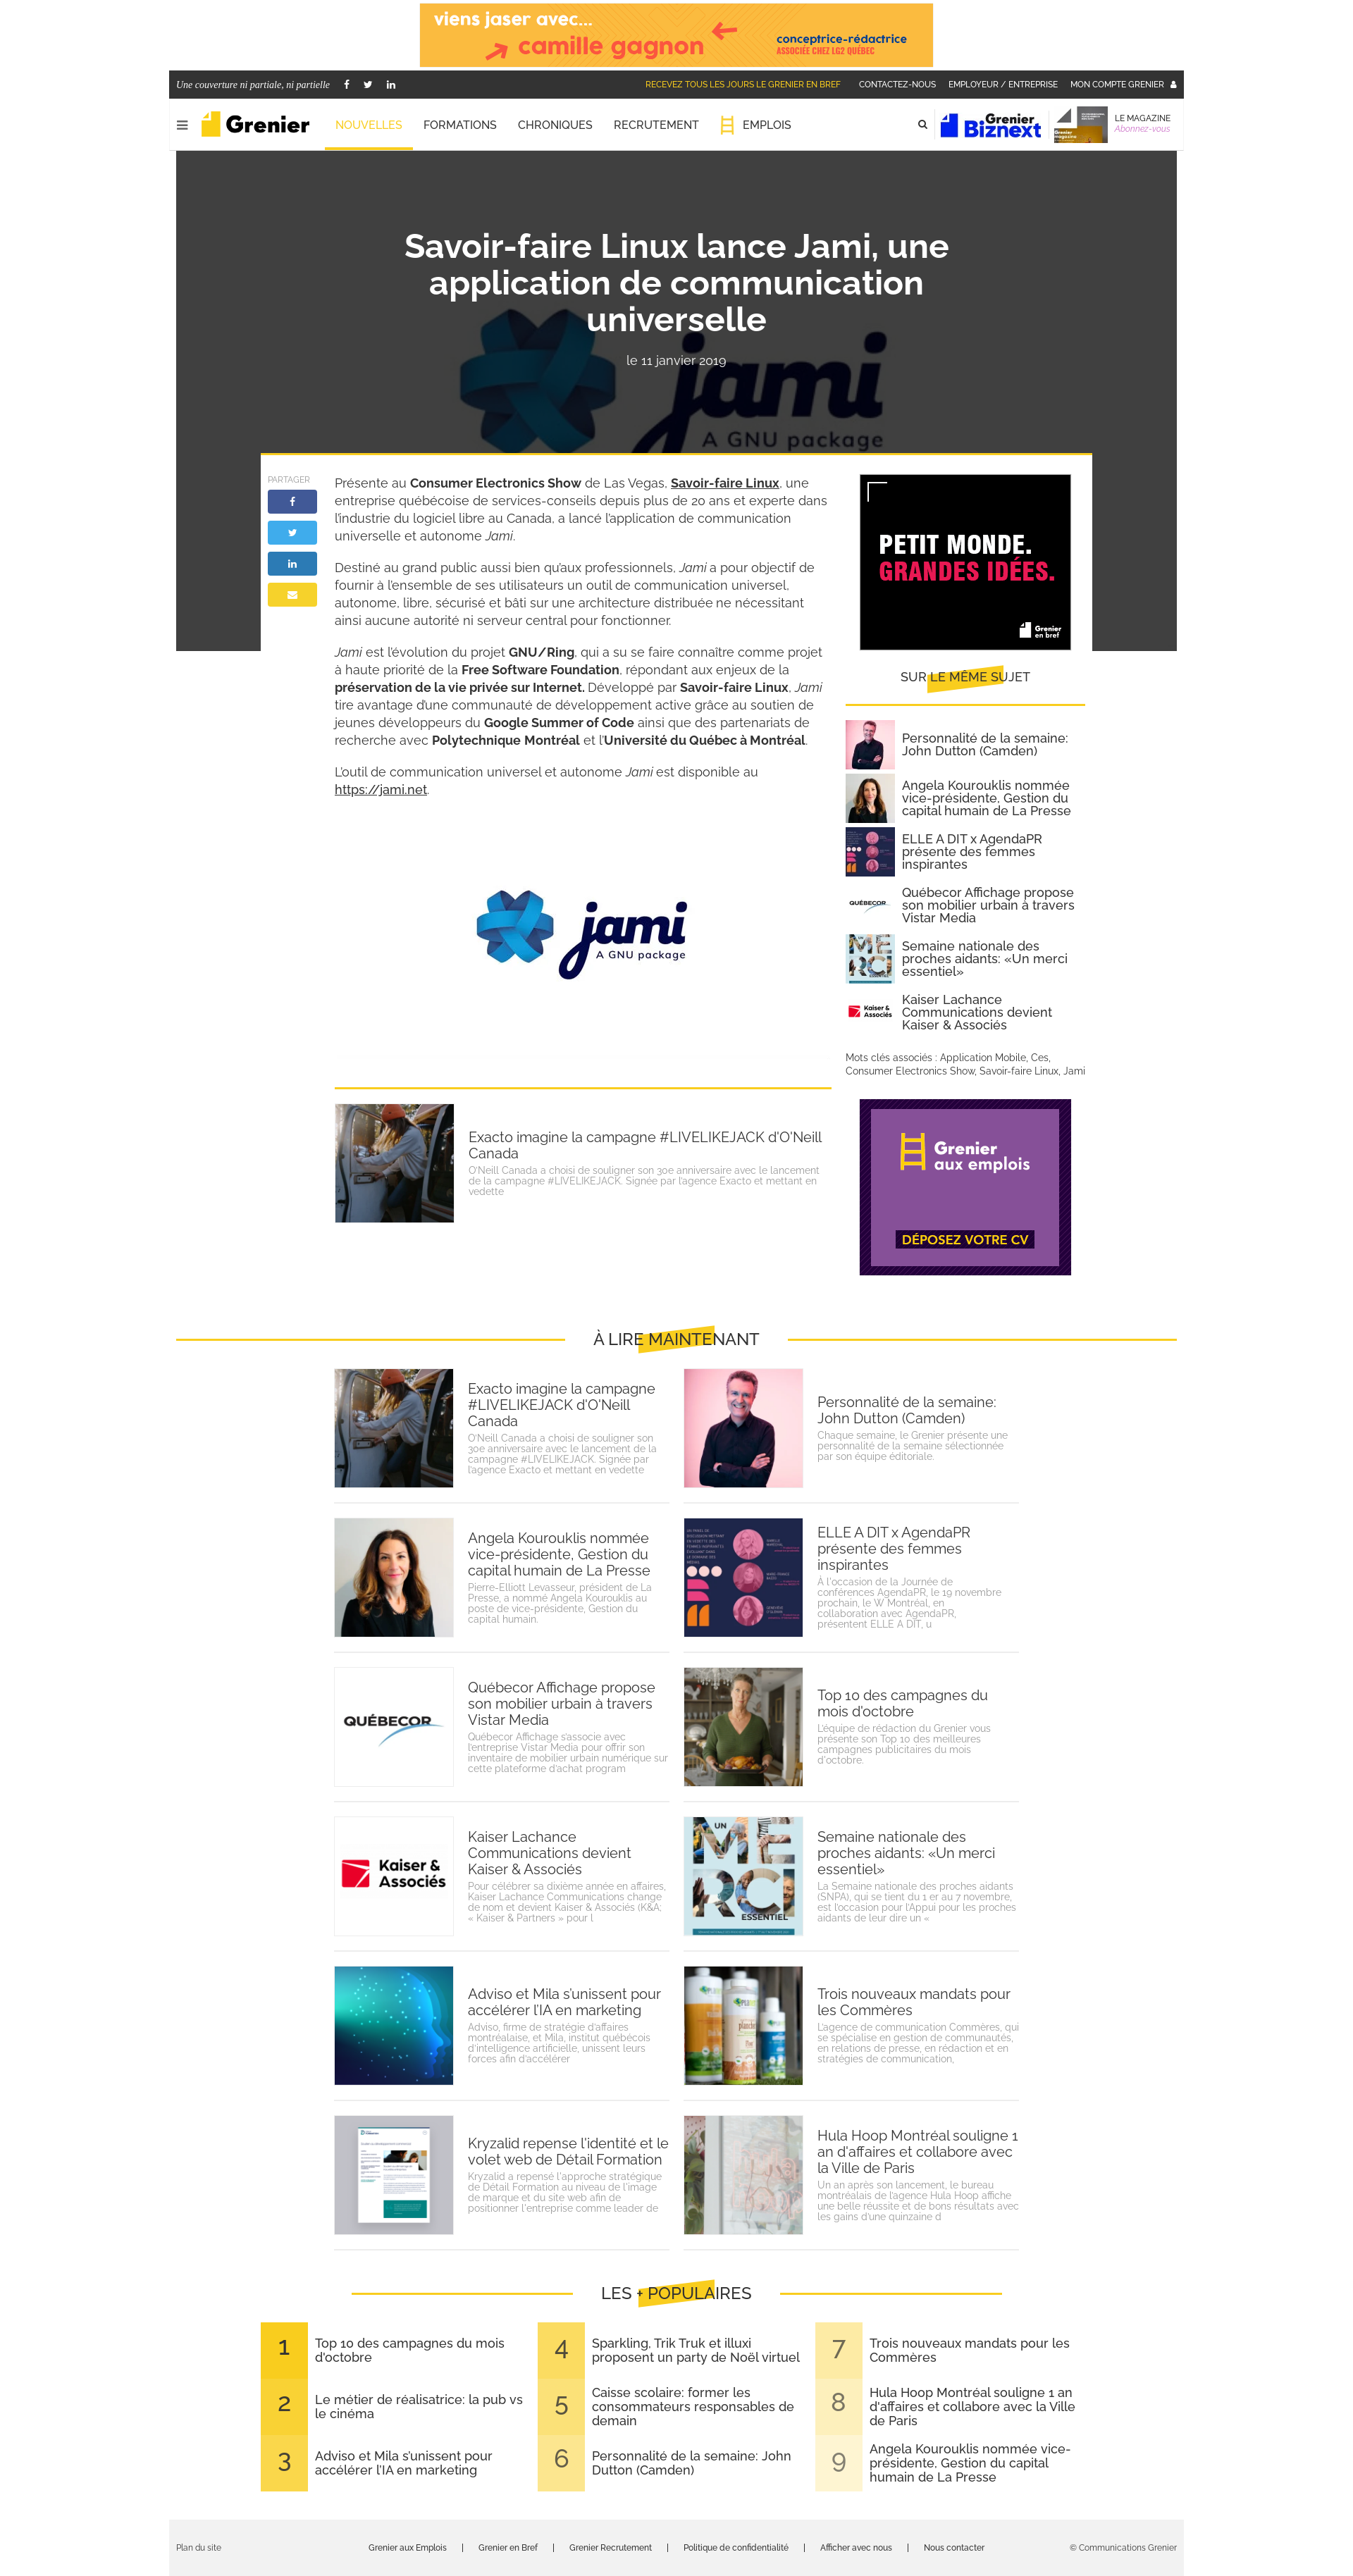 viens jaser avec...
camille gagnon
conceptrice-rédactrice
ASSOCIÉE CHEZ LG2 QUÉBEC
Une couverture ni partiale, ni partielle
RECEVEZ TOUS LES JOURS LE GRENIER EN BREF
CONTACTEZ-NOUS
EMPLOYEUR / ENTREPRISE
MON COMPTE GRENIER
Grenier
NOUVELLES
FORMATIONS
CHRONIQUES
RECRUTEMENT
EMPLOIS
Grenier
Biznext
LE MAGAZINE
Abonnez-vous
Savoir-faire Linux lance Jami, une
application de communication
universelle
le 11 janvier 2019
jami
A GNU package
PARTAGER
Présente au Consumer Electronics Show de Las Vegas, Savoir-faire Linux, une
entreprise québécoise de services-conseils depuis plus de 20 ans et experte dans
l’industrie du logiciel libre au Canada, a lancé l’application de communication
universelle et autonome Jami.
Destiné au grand public aussi bien qu’aux professionnels, Jami a pour objectif de
fournir à l’ensemble de ses utilisateurs un outil de communication universel,
autonome, libre, sécurisé et bâti sur une architecture distribuée ne nécessitant
ainsi aucune autorité ni serveur central pour fonctionner.
Jami est l’évolution du projet GNU/Ring, qui a su se faire connaître comme projet
à haute priorité de la Free Software Foundation, répondant aux enjeux de la
préservation de la vie privée sur Internet. Développé par Savoir-faire Linux, Jami
tire avantage d’une communauté de développement active grâce au soutien de
jeunes développeurs du Google Summer of Code ainsi que des partenariats de
recherche avec Polytechnique Montréal et l’Université du Québec à Montréal.
L’outil de communication universel et autonome Jami est disponible au
https://jami.net.
jami
A GNU package
PETIT MONDE.
GRANDES IDÉES.
Grenier
en bref
SUR LE MÊME SUJET
Personnalité de la semaine:
John Dutton (Camden)
Angela Kourouklis nommée
vice-présidente, Gestion du
capital humain de La Presse
ELLE A DIT x AgendaPR
présente des femmes
inspirantes
QUÉBECOR
Québecor Affichage propose
son mobilier urbain à travers
Vistar Media
Semaine nationale des
proches aidants: «Un merci
essentiel»
Kaiser &
Associés
Kaiser Lachance
Communications devient
Kaiser & Associés
Mots clés associés : Application Mobile, Ces,
Consumer Electronics Show, Savoir-faire Linux, Jami
Grenier
aux emplois
DÉPOSEZ VOTRE CV
Exacto imagine la campagne #LIVELIKEJACK d'O'Neill
Canada
O'Neill Canada a choisi de souligner son 30e anniversaire avec le lancement
de la campagne #LIVELIKEJACK. Signée par l’agence Exacto et mettant en
vedette
À LIRE MAINTENANT
Exacto imagine la campagne
#LIVELIKEJACK d'O'Neill
Canada
O'Neill Canada a choisi de souligner son
30e anniversaire avec le lancement de la
campagne #LIVELIKEJACK. Signée par
l’agence Exacto et mettant en vedette
Personnalité de la semaine:
John Dutton (Camden)
Chaque semaine, le Grenier présente une
personnalité de la semaine sélectionnée
par son équipe éditoriale.
Angela Kourouklis nommée
vice-présidente, Gestion du
capital humain de La Presse
Pierre-Elliott Levasseur, président de La
Presse, a nommé Angela Kourouklis au
poste de vice-présidente, Gestion du
capital humain.
ELLE A DIT x AgendaPR
présente des femmes
inspirantes
À l’occasion de la Journée de
conférences AgendaPR, le 19 novembre
prochain, le W Montréal, en
collaboration avec AgendaPR,
présentent ELLE A DIT, u
QUÉBECOR
Québecor Affichage propose
son mobilier urbain à travers
Vistar Media
Québecor Affichage s’associe avec
l’entreprise Vistar Media pour offrir son
inventaire de mobilier urbain numérique sur
cette plateforme d’achat program
Top 10 des campagnes du
mois d'octobre
L’équipe de rédaction du Grenier vous
présente son Top 10 des meilleures
campagnes publicitaires du mois
d'octobre.
Kaiser &
Associés
Kaiser Lachance
Communications devient
Kaiser & Associés
Pour célébrer sa dixième année en affaires,
Kaiser Lachance Communications change
de nom et devient Kaiser & Associés (K&A;
« Kaiser & Partners » pour l
UN
MERCI
ESSENTIEL
Semaine nationale des
proches aidants: «Un merci
essentiel»
La Semaine nationale des proches aidants
(SNPA), qui se tient du 1 er au 7 novembre,
est l’occasion pour l’Appui pour les proches
aidants de leur dire un «
Adviso et Mila s’unissent pour
accélérer l’IA en marketing
Adviso, firme de stratégie d’affaires
montréalaise, et Mila, institut québécois
d’intelligence artificielle, unissent leurs
forces afin d’accélérer
Trois nouveaux mandats pour
les Commères
L’agence de communication Commères, qui
se spécialise en gestion de communautés,
en relations de presse, en rédaction et en
stratégies de communication,
Kryzalid repense l'identité et le
volet web de Détail Formation
Kryzalid a repensé l'approche stratégique
de Détail Formation au niveau de l'image
de marque et du site web afin de
positionner l'entreprise comme leader de
Hula Hoop Montréal souligne 1
an d'affaires et collabore avec
la Ville de Paris
Un an après son lancement, le bureau
montréalais de l’agence Hula Hoop affiche
une belle réussite et de bons résultats avec
les gains d’une quinzaine d
LES + POPULAIRES
1
Top 10 des campagnes du mois
d'octobre
2
Le métier de réalisatrice: la pub vs
le cinéma
3
Adviso et Mila s’unissent pour
accélérer l’IA en marketing
4
Sparkling, Trik Truk et illuxi
proposent un party de Noël virtuel
5
Caisse scolaire: former les
consommateurs responsables de
demain
6
Personnalité de la semaine: John
Dutton (Camden)
7
Trois nouveaux mandats pour les
Commères
8
Hula Hoop Montréal souligne 1 an
d'affaires et collabore avec la Ville
de Paris
9
Angela Kourouklis nommée vice-
présidente, Gestion du capital
humain de La Presse
Plan du site
Grenier aux Emplois | Grenier en Bref | Grenier Recrutement | Politique de confidentialité | Afficher avec nous | Nous contacter
© Communications Grenier